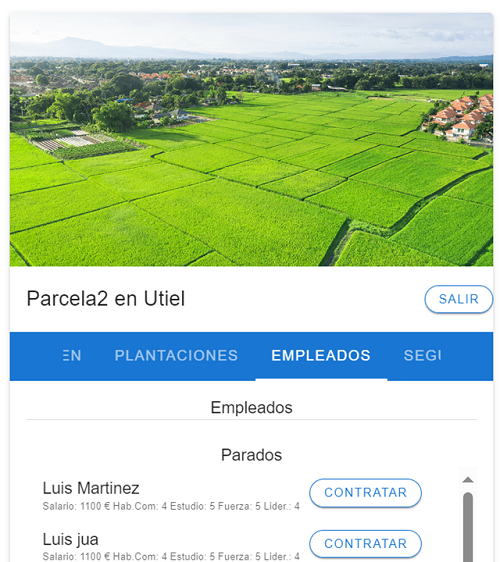 Parcela2 en Utiel
SALIR
EN PLANTACIONES EMPLEADOS SEGU
Empleados
Parados
Luis Martinez
CONTRATAR
Salario: 1100 € Hab.Com: 4 Estudio: 5 Fuerza: 5 Lider.: 4
Luis jua
CONTRATAR
Salario: 1100 € Hab.Com: 4 Estudio: 5 Fuerza: 5 Lider.: 4